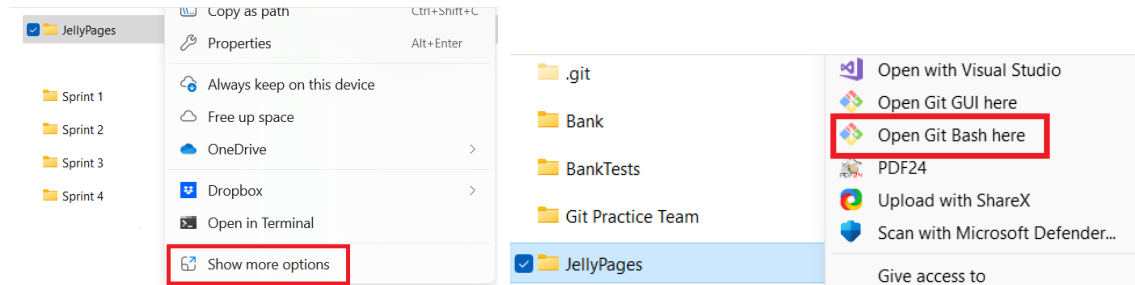 JellyPages
Sprint 1
Sprint 2
Sprint 3
Sprint 4
Copy as path Ctrl+Shift+C
Properties Alt+Enter
Always keep on this device
Free up space
OneDrive
Dropbox
Open in Terminal
Show more options
.git
Bank
BankTests
Git Practice Team
JellyPages
Open with Visual Studio
Open Git GUI here
Open Git Bash here
PDF24
Upload with ShareX
Scan with Microsoft Defender...
Give access to